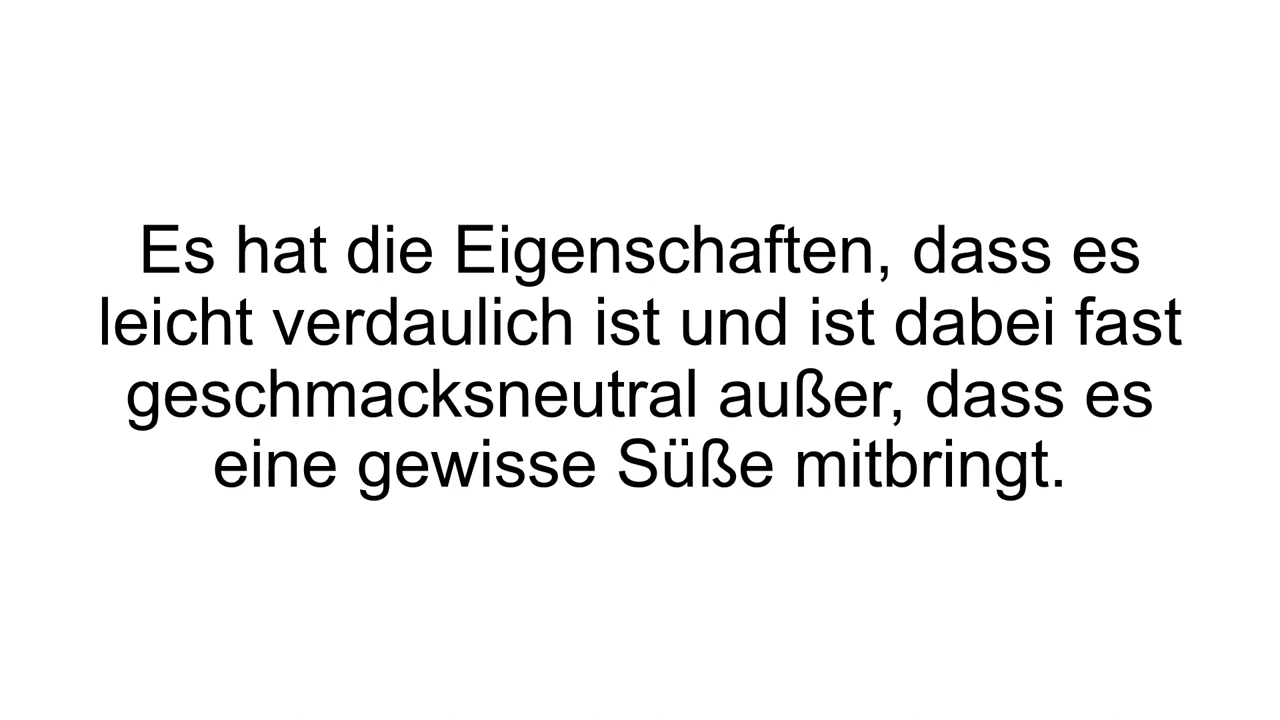 Es hat die Eigenschaften, dass es
leicht verdaulich ist und ist dabei fast
geschmacksneutral außer, dass es
eine gewisse Süße mitbringt.